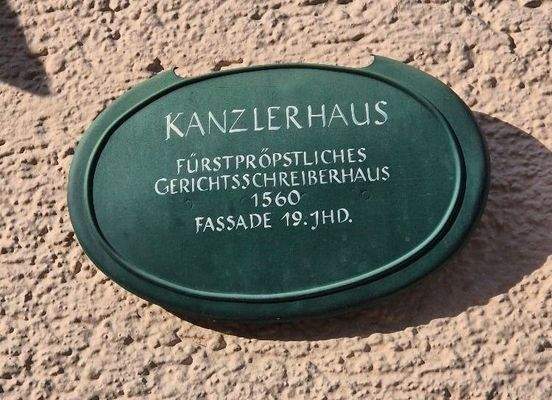 KANZLERHAUS
FÜRSTPRÖPSTLICHES
GERICHTSSCHREIBERHAUS
1560
FASSADE 19. JHD.